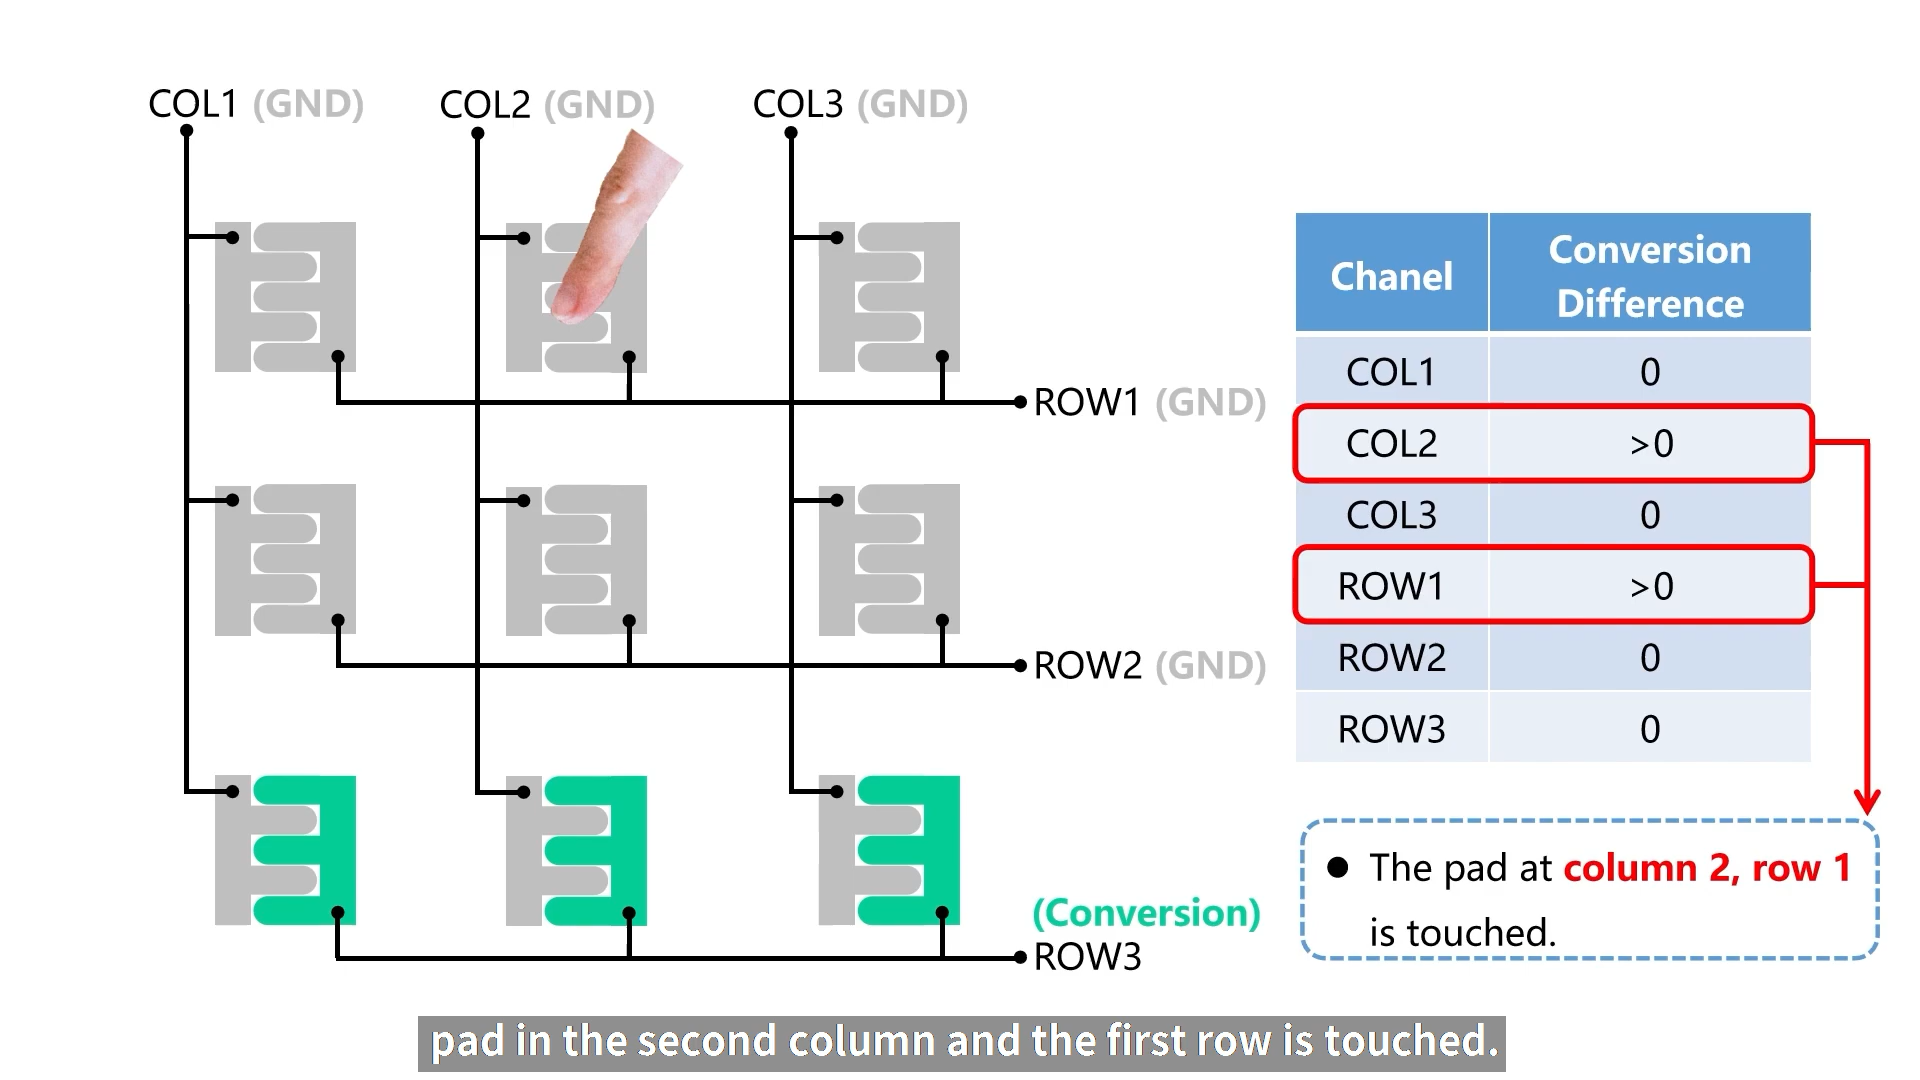 COL1 (GND)
COL2 (GND)
COL3 (GND)
ROW1 (GND)
ROW2 (GND)
(Conversion)
ROW3
Chanel Conversion Difference
COL1 0
COL2 >0
COL3 0
ROW1 >0
ROW2 0
ROW3 0
● The pad at column 2, row 1
is touched.
pad in the second column and the first row is touched.